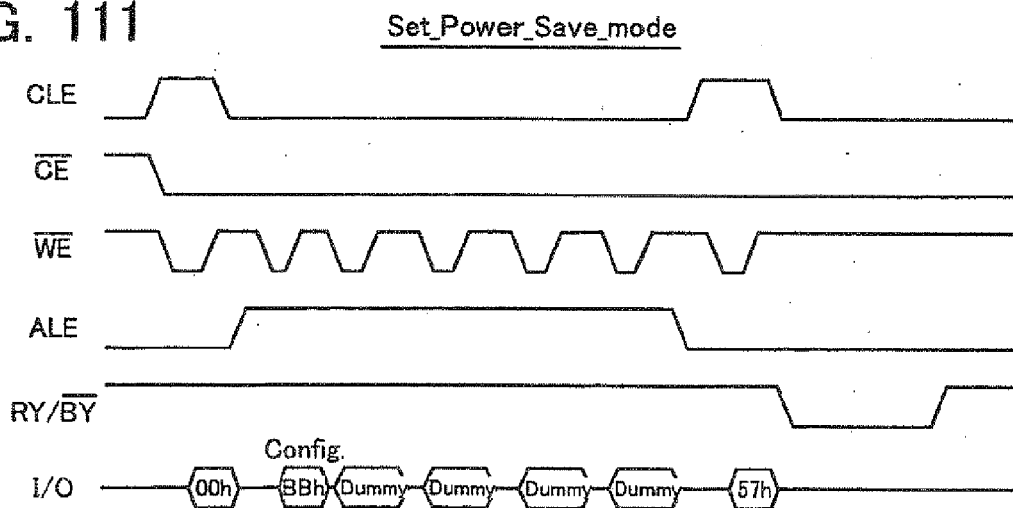 G. 111
Set_Power_Save_mode
CLE
CE
WE
ALE
RY/BY
Config.
I/O 00h BBh Dummy Dummy Dummy Dummy 57h